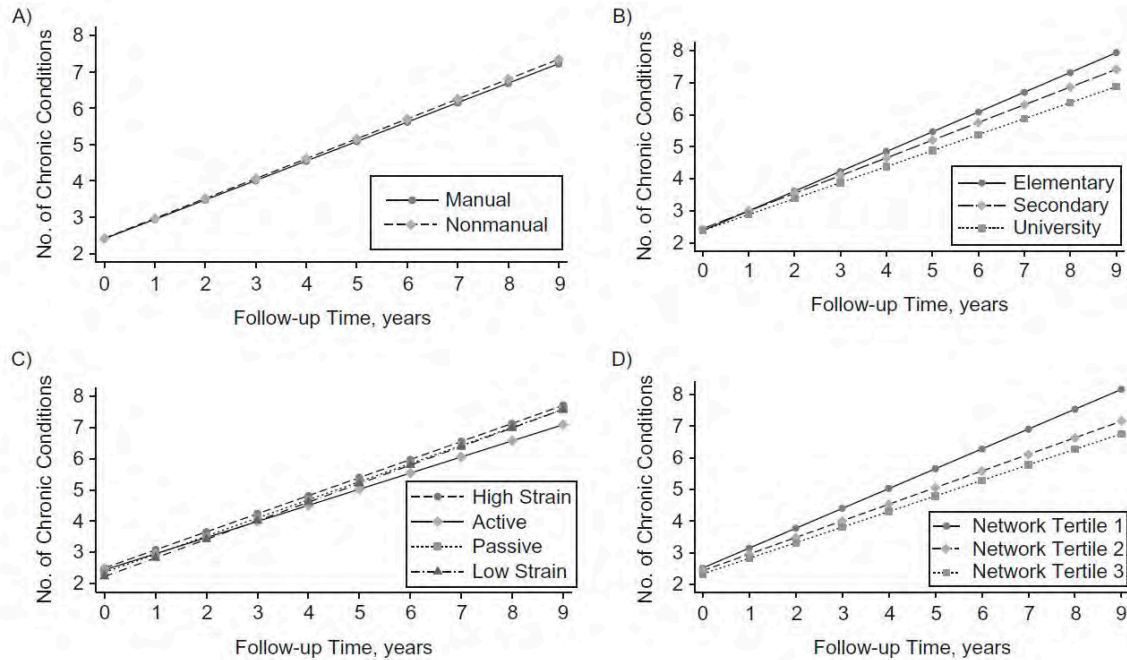 A)
No. of Chronic Conditions
8
7
6
5
4
3
2
0 1 2 3 4 5 6 7 8 9
Follow-up Time, years
Manual
Nonmanual
B)
No. of Chronic Conditions
8
7
6
5
4
3
2
0 1 2 3 4 5 6 7 8 9
Follow-up Time, years
Elementary
Secondary
University
C)
No. of Chronic Conditions
8
7
6
5
4
3
2
0 1 2 3 4 5 6 7 8 9
Follow-up Time, years
High Strain
Active
Passive
Low Strain
D)
No. of Chronic Conditions
8
7
6
5
4
3
2
0 1 2 3 4 5 6 7 8 9
Follow-up Time, years
Network Tertile 1
Network Tertile 2
Network Tertile 3